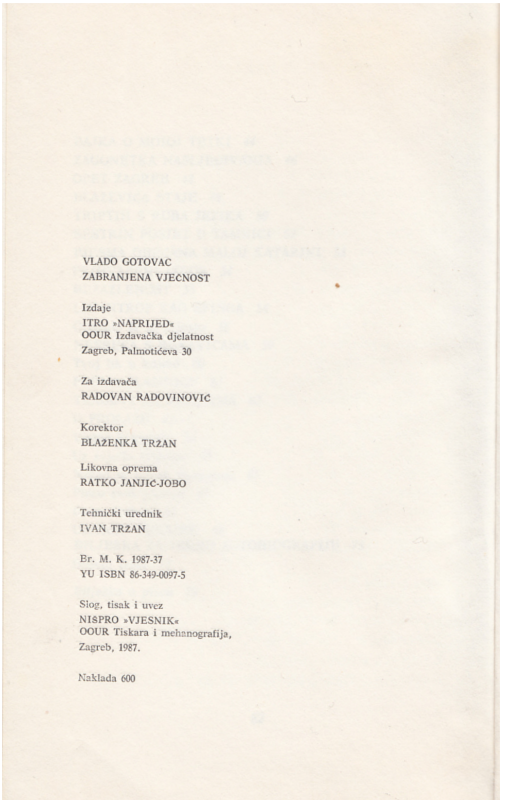 VLADO GOTOVAC
ZABRANJENA VJEČNOST
Izdaje
ITRO »NAPRIJED«
OOUR Izdavačka djelatnost
Zagreb, Palmotićeva 30
Za izdavača
RADOVAN RADOVINOVIĆ
Korektor
BLAŽENKA TRŽAN
Likovna oprema
RATKO JANJIĆ-JOBO
Tehnički urednik
IVAN TRŽAN
Br. M. K. 1987-37
YU ISBN 86-349-0097-5
Slog, tisak i uvez
NISPRO »VJESNIK«
OOUR Tiskara i mehanografija,
Zagreb, 1987.
Naklada 600